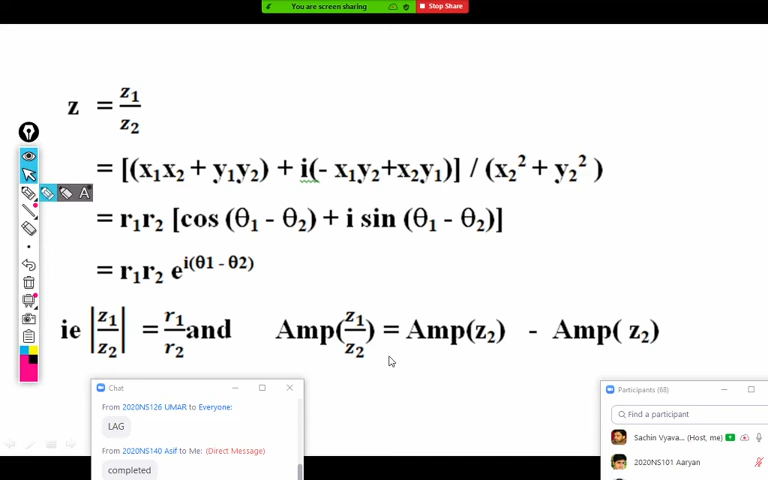 You are screen sharing Stop Share
z = z₁/z₂
= [(x₁x₂ + y₁y₂) + i(- x₁y₂+x₂y₁)] / (x₂² + y₂² )
= r₁r₂ [cos (θ₁ - θ₂) + i sin (θ₁ - θ₂)]
= r₁r₂ e^i(θ1 - θ2)
ie |z₁/z₂| = r₁/r₂ and Amp(z₁/z₂) = Amp(z₂) - Amp( z₂)
A
Chat
From 2020NS126 UMAR to Everyone:
LAG
From 2020NS140 Asif to Me: (Direct Message)
completed
Participants (68)
Find a participant
Sachin Vyava... (Host, me)
2020NS101 Aaryan